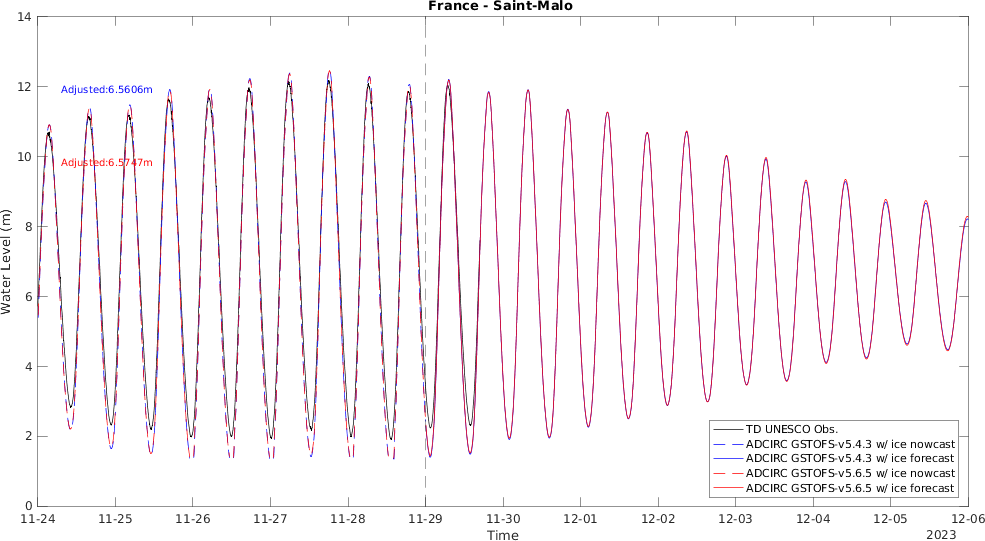 France - Saint-Malo
14
12
10
8
6
4
2
0
Water Level (m)
Adjusted:6.5606m
Adjusted:6.5747m
TD UNESCO Obs.
ADCIRC GSTOFS-v5.4.3 w/ ice nowcast
ADCIRC GSTOFS-v5.4.3 w/ ice forecast
ADCIRC GSTOFS-v5.6.5 w/ ice nowcast
ADCIRC GSTOFS-v5.6.5 w/ ice forecast
11-24 11-25 11-26 11-27 11-28 11-29 11-30 12-01 12-02 12-03 12-04 12-05 12-06
2023
Time